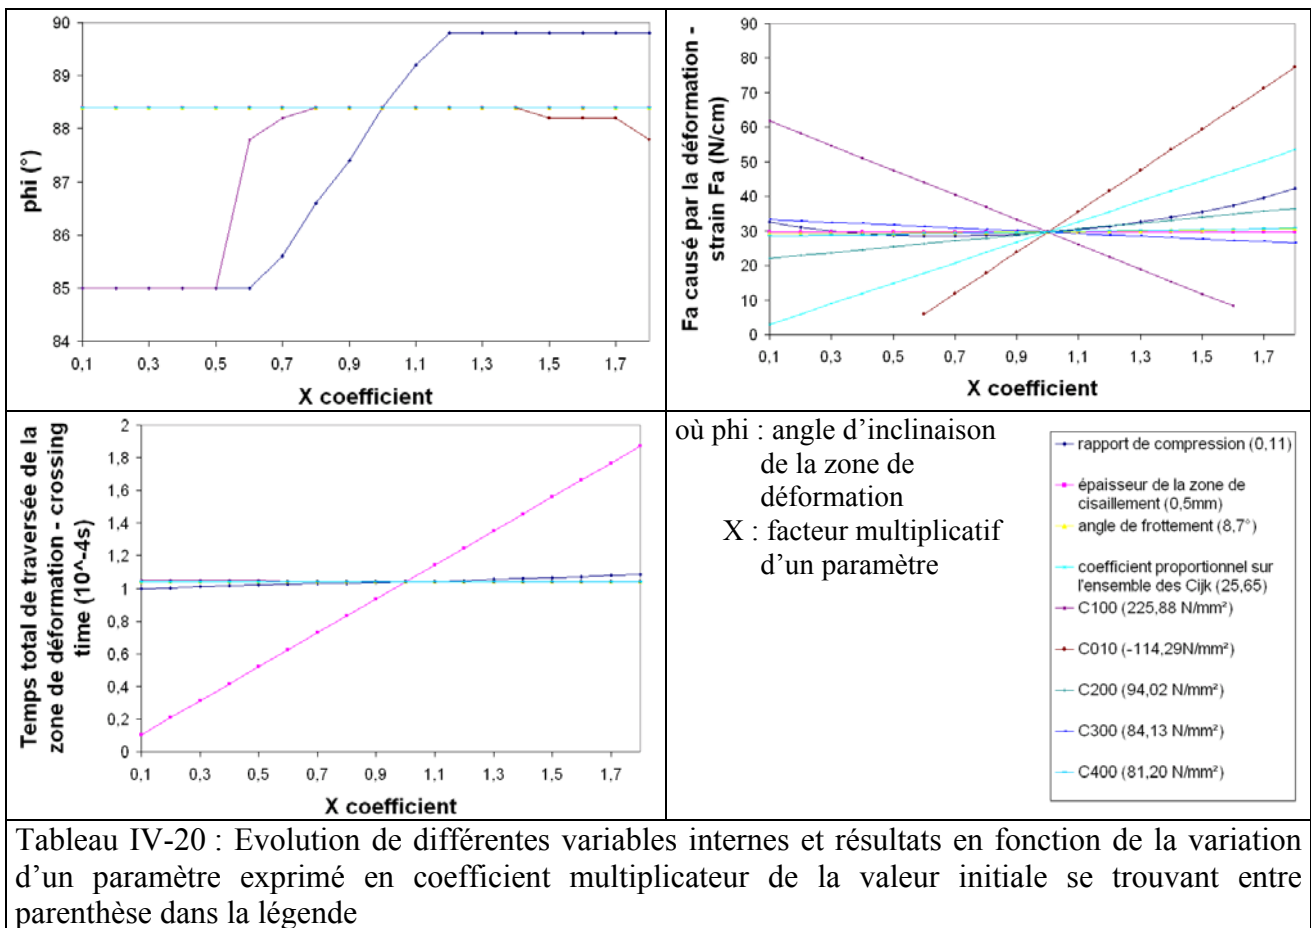 90
89
88
87
86
85
84
phi (°)
0,1 0,3 0,5 0,7 0,9 1,1 1,3 1,5 1,7
X coefficient
90
80
70
60
50
40
30
20
10
0
Fa causé par la déformation -
strain Fa (N/cm)
0,1 0,3 0,5 0,7 0,9 1,1 1,3 1,5 1,7
X coefficient
2
1,8
1,6
1,4
1,2
1
0,8
0,6
0,4
0,2
0
Temps total de traversée de la
zone de déformation - crossing
time (10^-4s)
0,1 0,3 0,5 0,7 0,9 1,1 1,3 1,5 1,7
X coefficient
où phi : angle d'inclinaison
de la zone de
déformation
X : facteur multiplicatif
d'un paramètre
rapport de compression (0,11)
épaisseur de la zone de
cisaillement (0,5mm)
angle de frottement (8,7°)
coefficient proportionnel sur
l'ensemble des Cijk (25,65)
C100 (225,88 N/mm²)
C010 (-114,29N/mm²)
C200 (94,02 N/mm²)
C300 (84,13 N/mm²)
C400 (81,20 N/mm²)
Tableau IV-20 : Evolution de différentes variables internes et résultats en fonction de la variation
d'un paramètre exprimé en coefficient multiplicateur de la valeur initiale se trouvant entre
parenthèse dans la légende